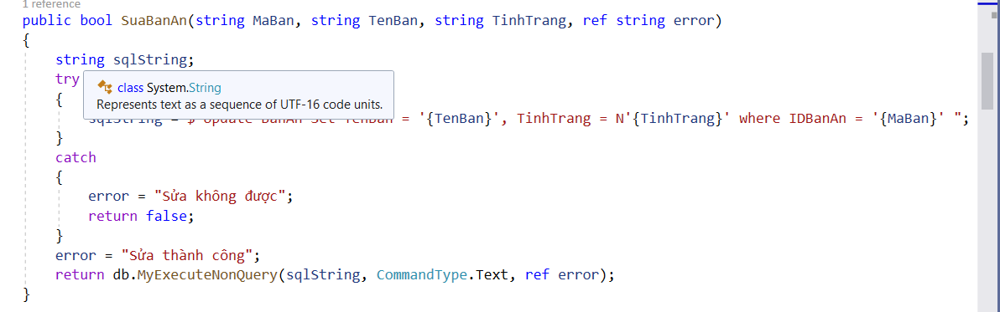 1 reference
public bool SuaBanAn(string MaBan, string TenBan, string TinhTrang, ref string error)
{
string sqlString;
try
class System.String
{
Represents text as a sequence of UTF-16 code units.
sqlString = $"Update BanAn Set TenBan = '{TenBan}', TinhTrang = N'{TinhTrang}' where IDBanAn = '{MaBan}' ";
}
catch
{
error = "Sửa không được";
return false;
}
error = "Sửa thành công";
return db.MyExecuteNonQuery(sqlString, CommandType.Text, ref error);
}